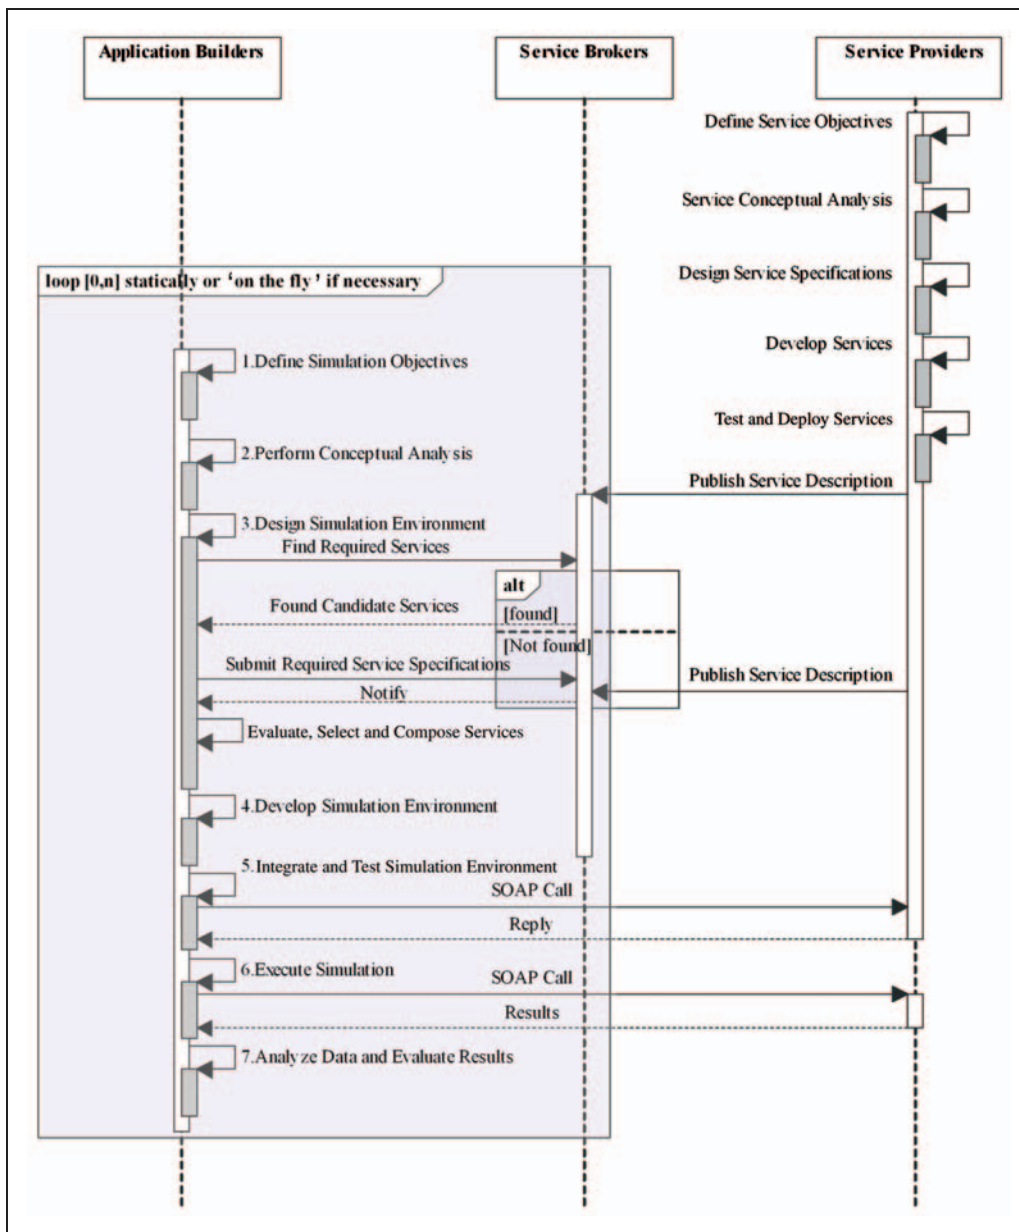 Application Builders
Service Brokers
Service Providers
Define Service Objectives
Service Conceptual Analysis
loop [0,n] statically or ‘on the fly’ if necessary
Design Service Specifications
Develop Services
1.Define Simulation Objectives
Test and Deploy Services
2.Perform Conceptual Analysis
Publish Service Description
3.Design Simulation Environment
Find Required Services
alt
Found Candidate Services
[found]
[Not found]
Submit Required Service Specifications
Publish Service Description
Notify
Evaluate, Select and Compose Services
4.Develop Simulation Environment
5.Integrate and Test Simulation Environment
SOAP Call
Reply
6.Execute Simulation
SOAP Call
Results
7.Analyze Data and Evaluate Results